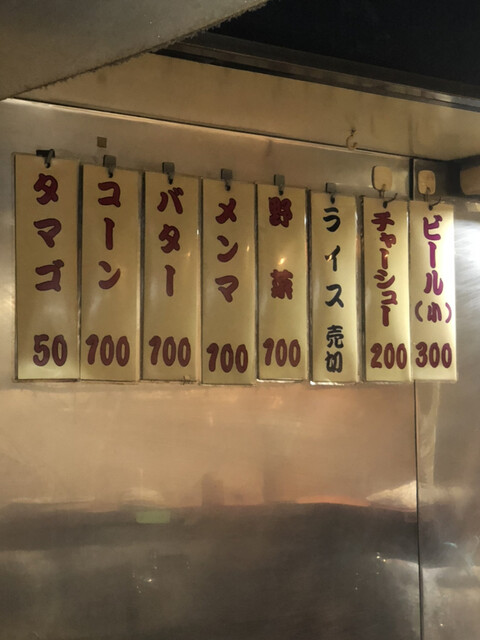 タマゴ 50
コーン 100
バター 100
メンマ 100
野菜 100
ライス 売切
チャーシュー 200
ビール(小) 300